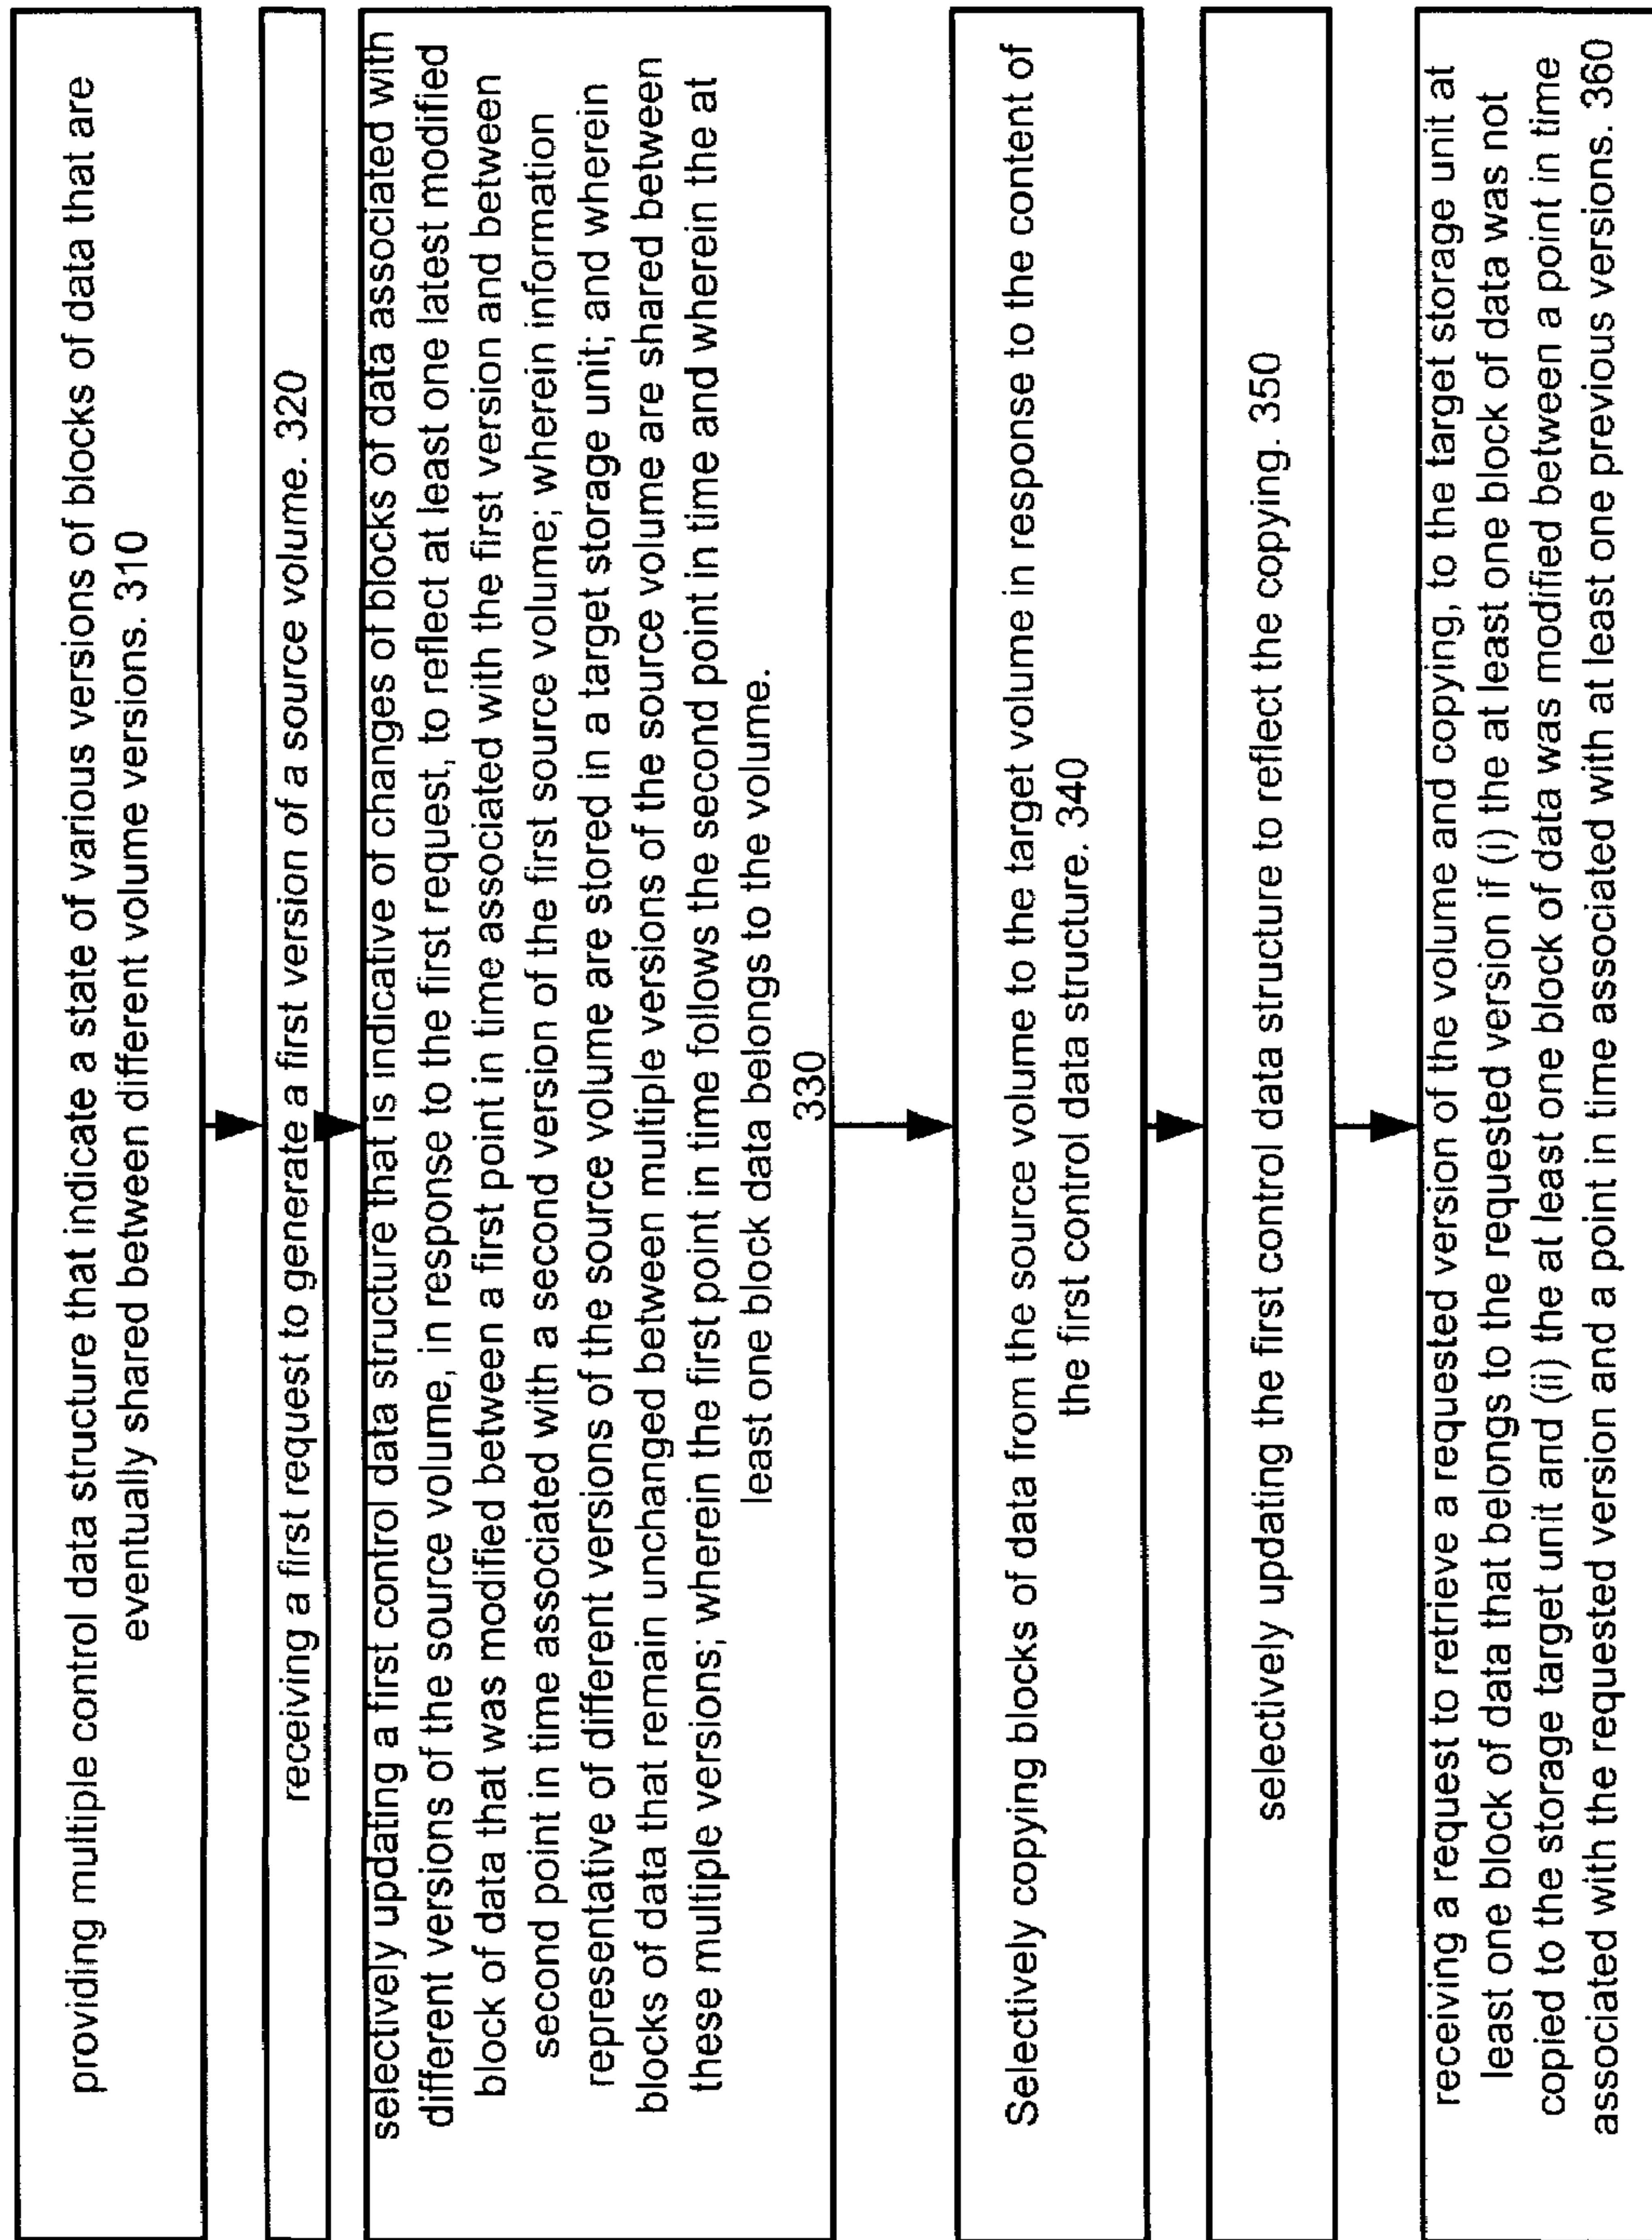 providing multiple control data structure that indicate a state of various versions of blocks of data that are
eventually shared between different volume versions. 310
receiving a first request to generate a first version of a source volume. 320
selectively updating a first control data structure that is indicative of changes of blocks of data associated with
different versions of the source volume, in response to the first request, to reflect at least one latest modified
block of data that was modified between a first point in time associated with the first version and between
second point in time associated with a second version of the first source volume; wherein information
representative of different versions of the source volume are stored in a target storage unit; and wherein
blocks of data that remain unchanged between multiple versions of the source volume are shared between
these multiple versions; wherein the first point in time follows the second point in time and wherein the at
least one block data belongs to the volume.
330
Selectively copying blocks of data from the source volume to the target volume in response to the content of
the first control data structure. 340
selectively updating the first control data structure to reflect the copying. 350
receiving a request to retrieve a requested version of the volume and copying, to the target storage unit at
least one block of data that belongs to the requested version if (i) the at least one block of data was not
copied to the storage target unit and (ii) the at least one block of data was modified between a point in time
associated with the requested version and a point in time associated with at least one previous versions. 360